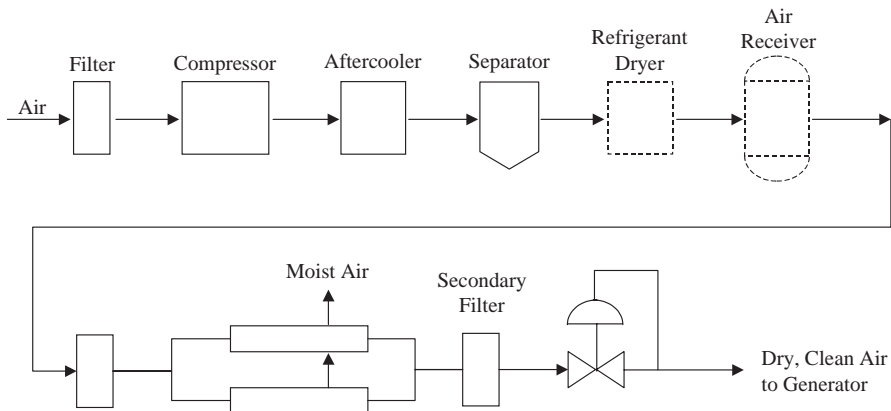 Air
Filter
Compressor
Aftercooler
Separator
Refrigerant
Dryer
Air
Receiver
Moist Air
Secondary
Filter
Dry, Clean Air
to Generator